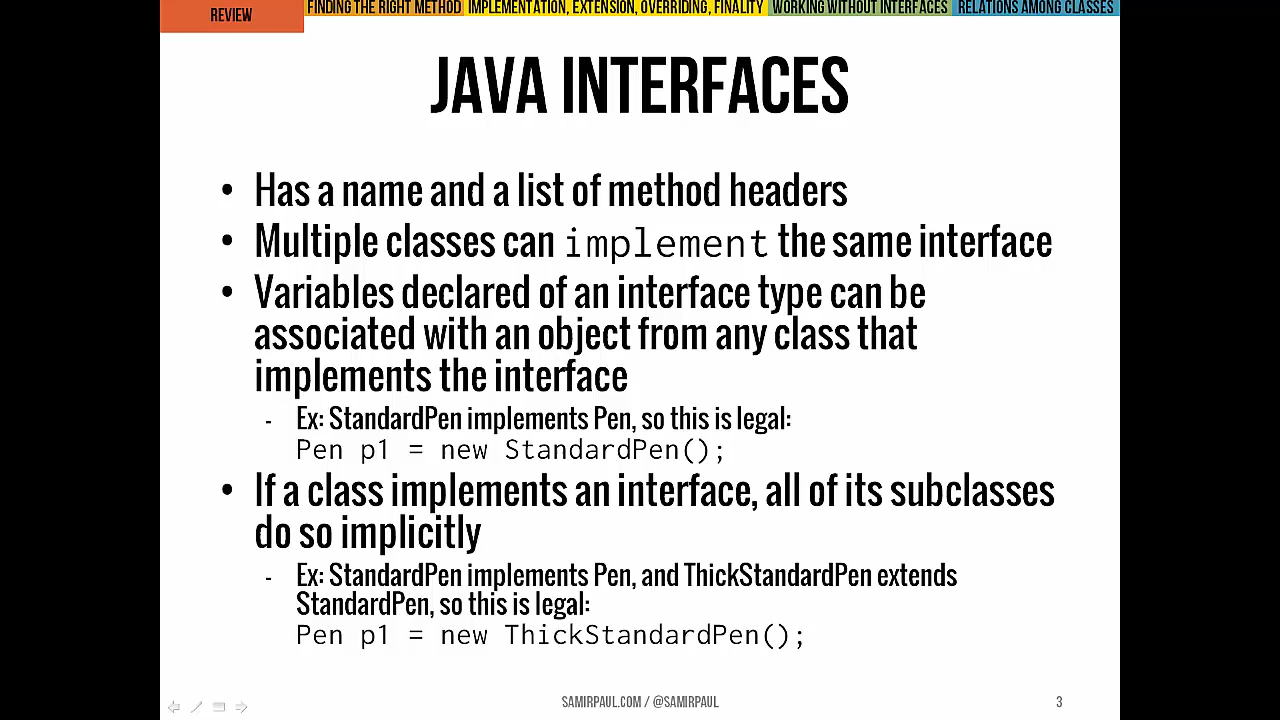 REVIEW
FINDING THE RIGHT METHOD IMPLEMENTATION, EXTENSION, OVERRIDING, FINALITY WORKING WITHOUT INTERFACES RELATIONS AMONG CLASSES
JAVA INTERFACES
• Has a name and a list of method headers
• Multiple classes can implement the same interface
• Variables declared of an interface type can be
associated with an object from any class that
implements the interface
- Ex: StandardPen implements Pen, so this is legal:
Pen p1 = new StandardPen();
• If a class implements an interface, all of its subclasses
do so implicitly
- Ex: StandardPen implements Pen, and ThickStandardPen extends
StandardPen, so this is legal:
Pen p1 = new ThickStandardPen();
SAMIRPAUL.COM / @SAMIRPAUL
3